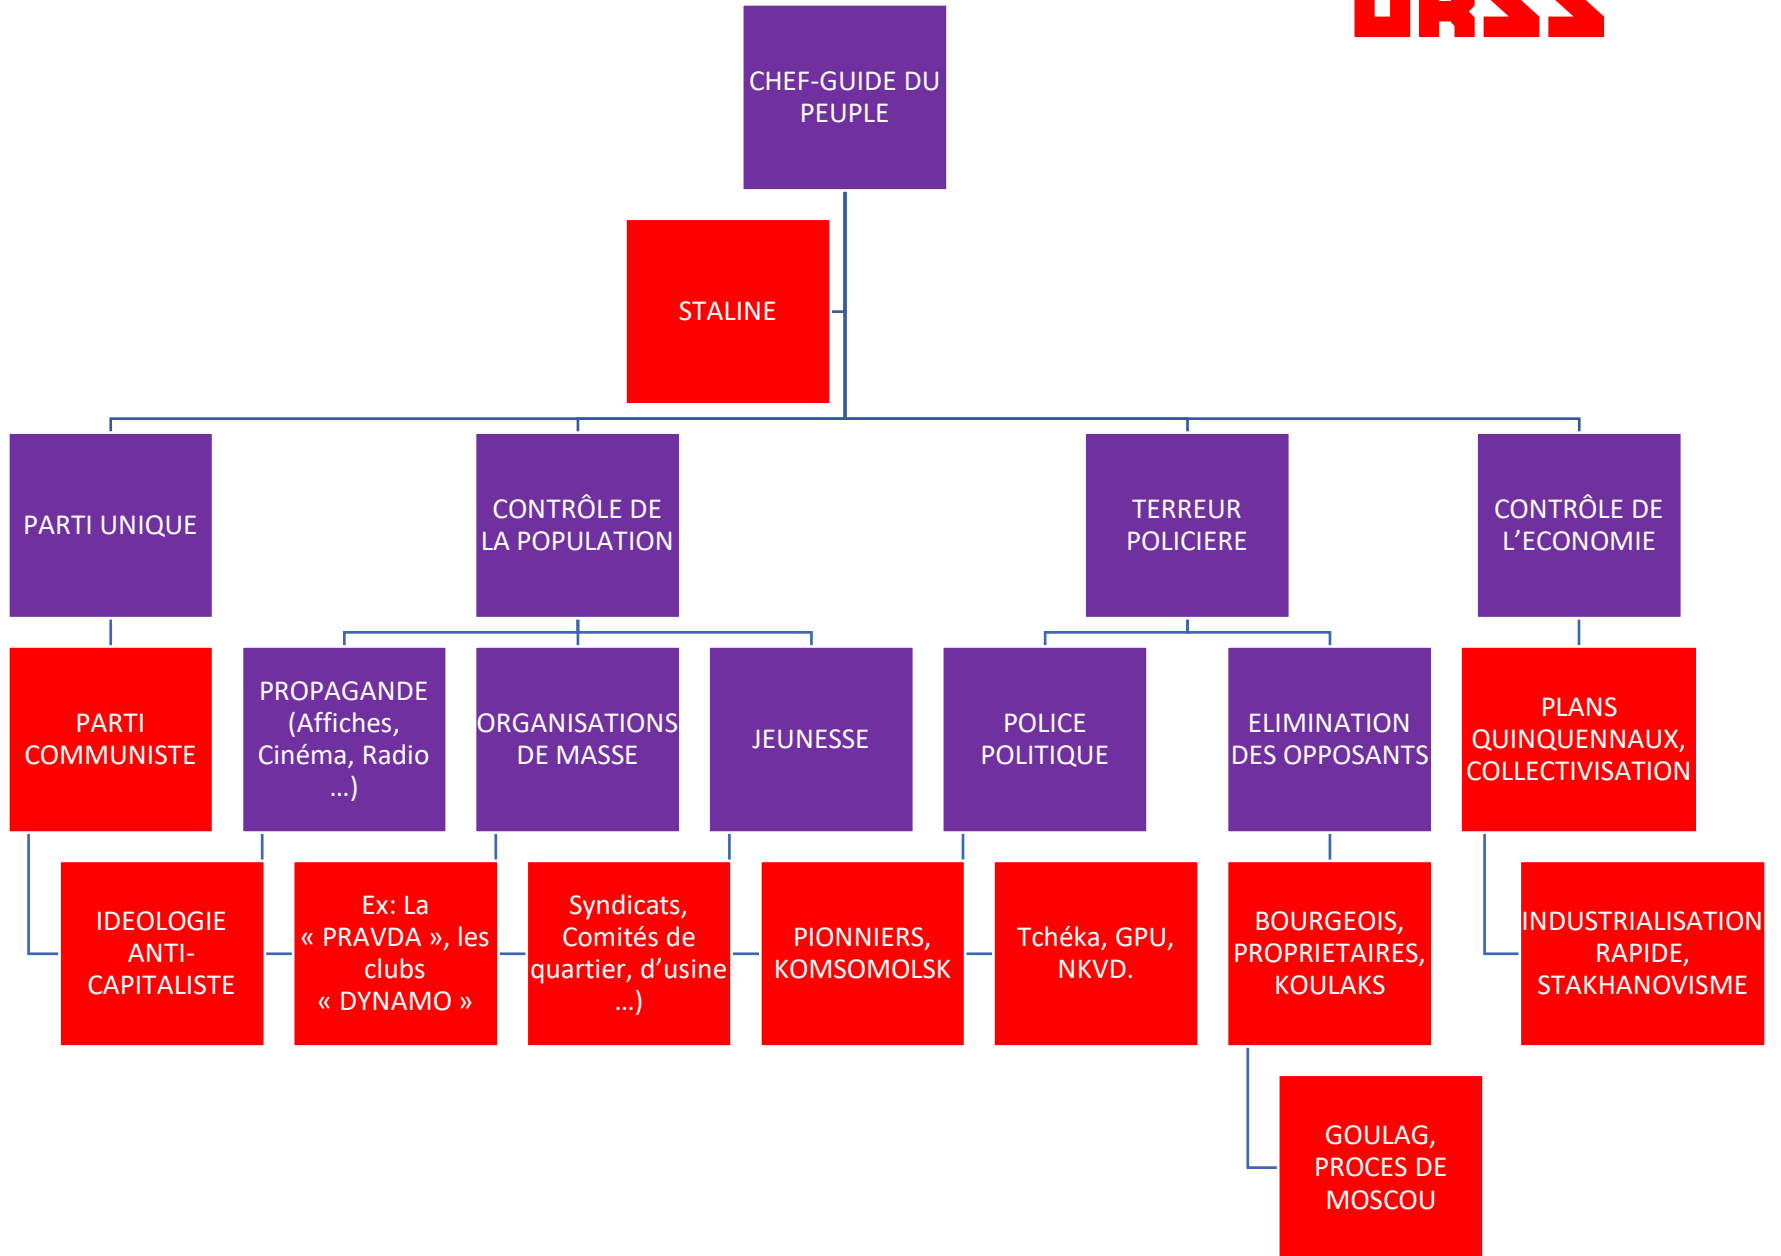 URSS
CHEF-GUIDE DU
PEUPLE
STALINE
PARTI UNIQUE
CONTRÔLE DE
LA POPULATION
TERREUR
POLICIERE
CONTRÔLE DE
L’ECONOMIE
PARTI
COMMUNISTE
PROPAGANDE
(Affiches,
Cinéma, Radio
…)
ORGANISATIONS
DE MASSE
JEUNESSE
POLICE
POLITIQUE
ELIMINATION
DES OPPOSANTS
PLANS
QUINQUENNAUX,
COLLECTIVISATION
IDEOLOGIE
ANTI-
CAPITALISTE
Ex: La
« PRAVDA », les
clubs
« DYNAMO »
Syndicats,
Comités de
quartier, d’usine
…)
PIONNIERS,
KOMSOMOLSK
Tchéka, GPU,
NKVD.
BOURGEOIS,
PROPRIETAIRES,
KOULAKS
INDUSTRIALISATION
RAPIDE,
STAKHANOVISME
GOULAG,
PROCES DE
MOSCOU